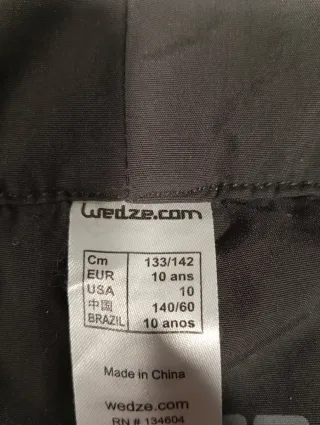 wedze.com
Cm 133/142
EUR 10 ans
USA 10
中国 140/60
BRAZIL 10 anos
Made in China
wedze.com
RN # 134604